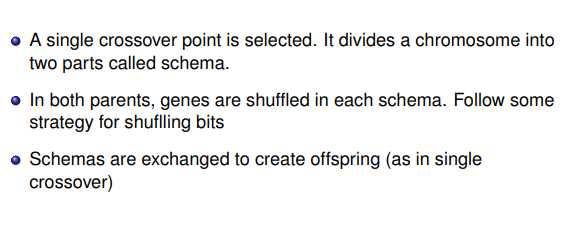 A single crossover point is selected. It divides a chromosome into
two parts called schema.
In both parents, genes are shuffled in each schema. Follow some
strategy for shuflling bits
Schemas are exchanged to create offspring (as in single
crossover)